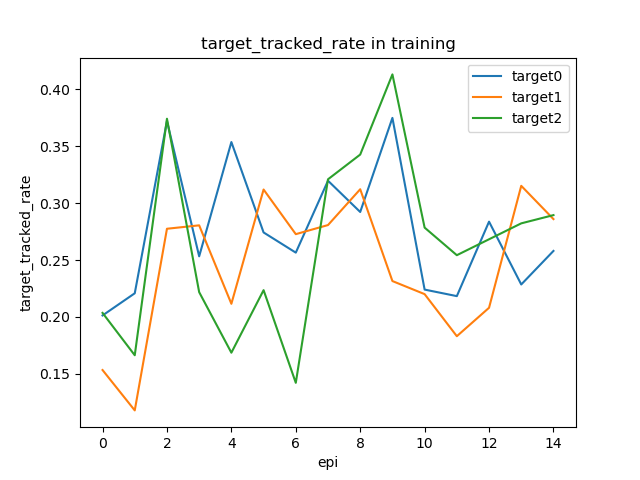 target_tracked_rate in training
target0
target1
target2
0.40
0.35
0.30
0.25
0.20
0.15
target_tracked_rate
0 2 4 6 8 10 12 14
epi